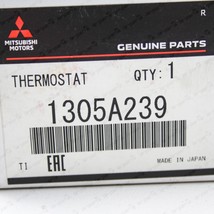 R
MITSUBISHI
MOTORS
GENUINE PARTS
THERMOSTAT
QTY: 1
1305A239
T1
EAC
MADE IN JAPAN